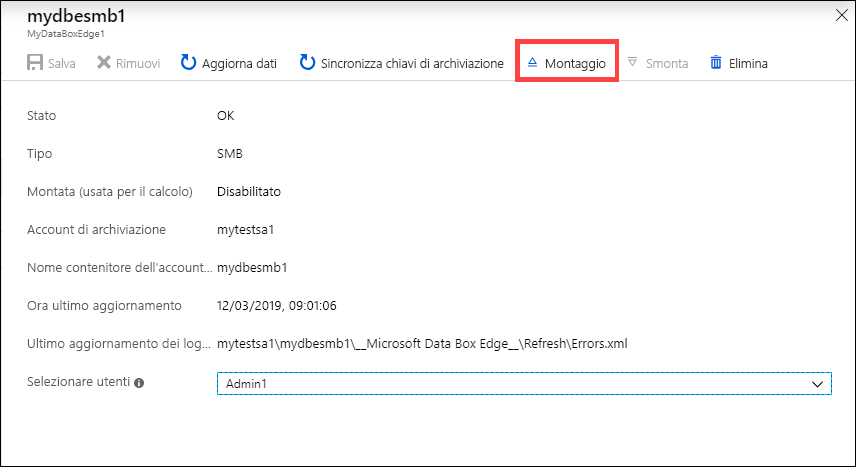 mydbesmb1
MyDataBoxEdge1
Salva Rimuovi Aggiorna dati Sincronizza chiavi di archiviazione Montaggio Smonta Elimina
Stato OK
Tipo SMB
Montata (usata per il calcolo) Disabilitato
Account di archiviazione mytestsa1
Nome contenitore dell'account... mydbesmb1
Ora ultimo aggiornamento 12/03/2019, 09:01:06
Ultimo aggiornamento dei log... mytestsa1\mydbesmb1\__Microsoft Data Box Edge__\Refresh\Errors.xml
Selezionare utenti Admin1